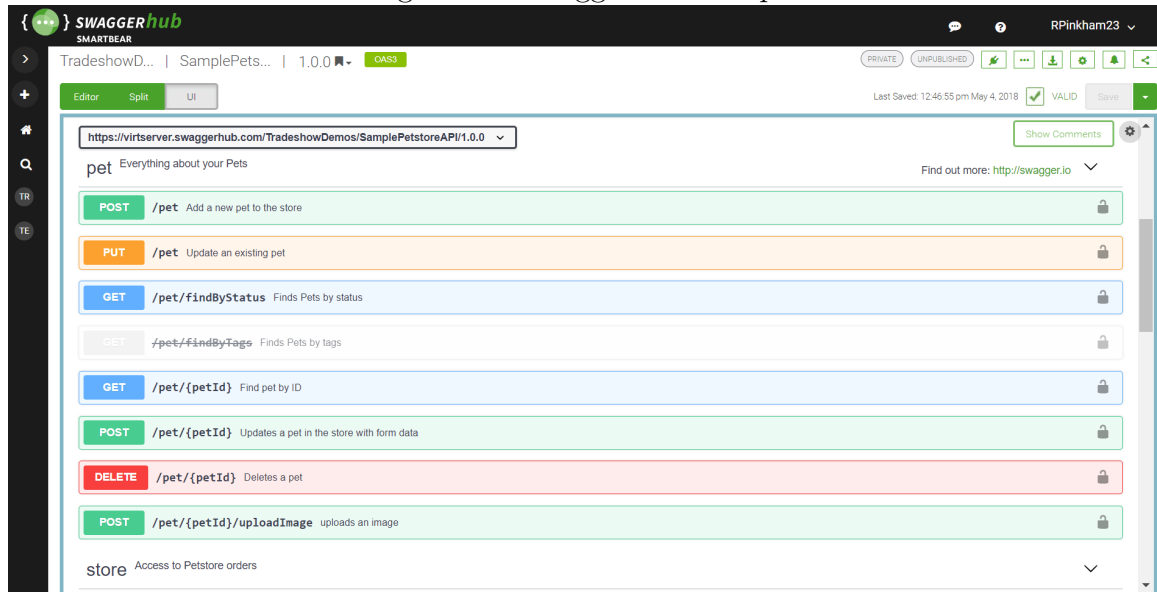 { } SWAGGERhub
SMARTBEAR
RPinkham23
TradeshowD... | SamplePets... | 1.0.0 OAS3
PRIVATE UNPUBLISHED
Editor Split UI
Last Saved: 12:46:55 pm May 4, 2018 VALID Save
https://virtserver.swaggerhub.com/TradeshowDemos/SamplePetstoreAPI/1.0.0
Show Comments
pet Everything about your Pets
Find out more: http://swagger.io
TR
TE
POST /pet Add a new pet to the store
PUT /pet Update an existing pet
GET /pet/findByStatus Finds Pets by status
GET /pet/findByTags Finds Pets by tags
GET /pet/{petId} Find pet by ID
POST /pet/{petId} Updates a pet in the store with form data
DELETE /pet/{petId} Deletes a pet
POST /pet/{petId}/uploadImage uploads an image
store Access to Petstore orders